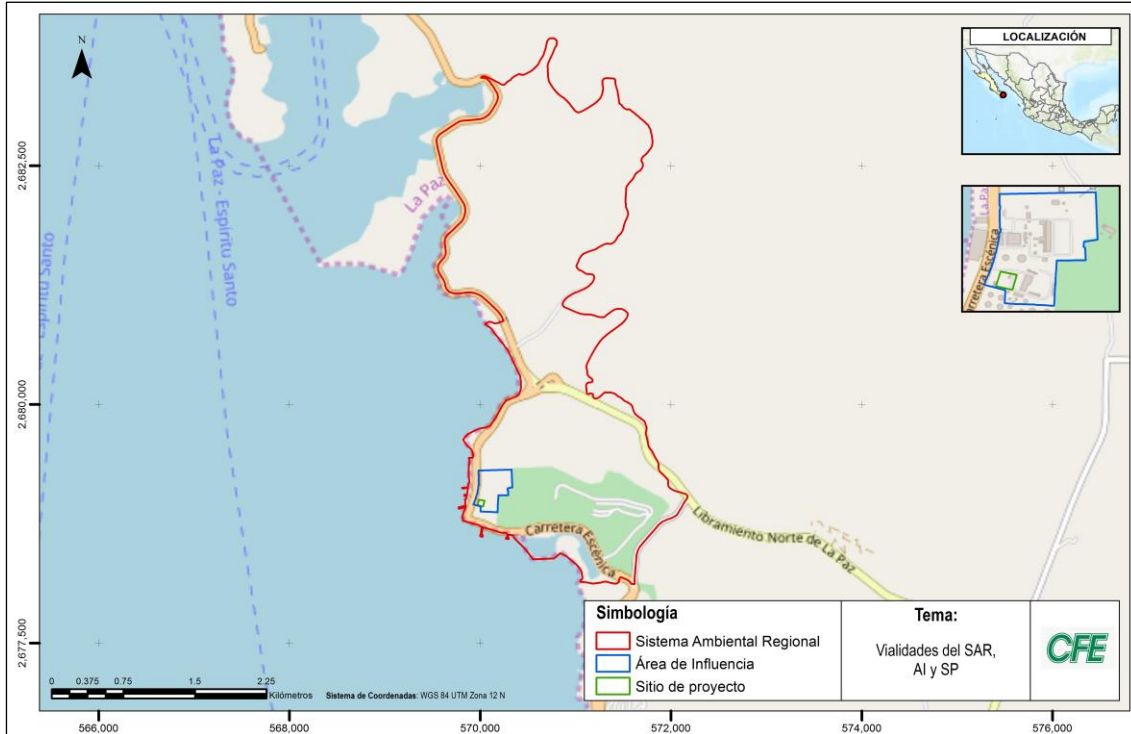 N
LOCALIZACIÓN
2,682,500
2,680,000
2,677,500
La Paz
La Paz - Espíritu Santo
Espíritu Santo
La Paz
Carretera Escénica
Carretera Escénica
Libramiento Norte de La Paz
0 0.375 0.75 1.5 2.25
Kilómetros
Sistema de Coordenadas: WGS 84 UTM Zona 12 N
Simbología
Sistema Ambiental Regional
Área de Influencia
Sitio de proyecto
Tema:
Vialidades del SAR,
AI y SP
CFE
566,000 568,000 570,000 572,000 574,000 576,000